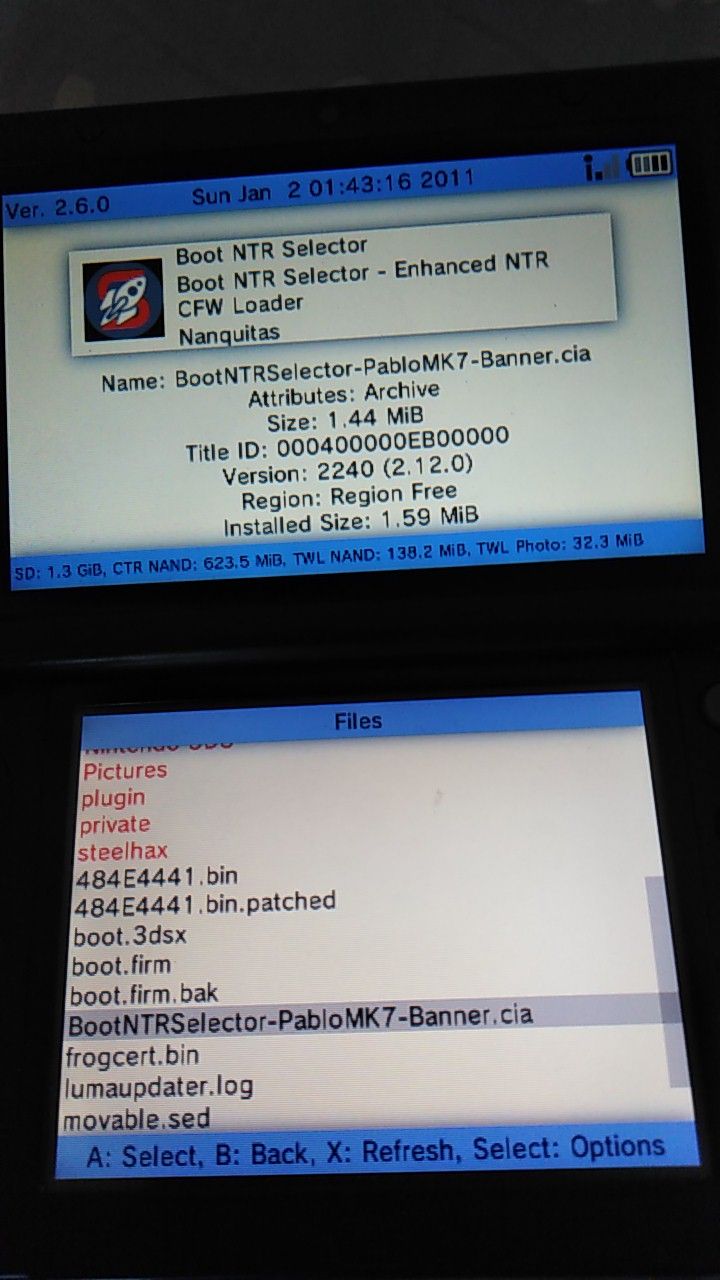 Ver. 2.6.0
Sun Jan 2 01:43:16 2011
Boot NTR Selector
Boot NTR Selector - Enhanced NTR
CFW Loader
Nanquitas
Name: BootNTRSelector-PabloMK7-Banner.cia
Attributes: Archive
Size: 1.44 MiB
Title ID: 000400000EB00000
Version: 2240 (2.12.0)
Region: Region Free
Installed Size: 1.59 MiB
SD: 1.3 GiB, CTR NAND: 623.5 MiB, TWL NAND: 138.2 MiB, TWL Photo: 32.3 MiB
Files
Nintendo 3DS
Pictures
plugin
private
steelhax
484E4441.bin
484E4441.bin.patched
boot.3dsx
boot.firm
boot.firm.bak
BootNTRSelector-PabloMK7-Banner.cia
frogcert.bin
lumaupdater.log
movable.sed
A: Select, B: Back, X: Refresh, Select: Options